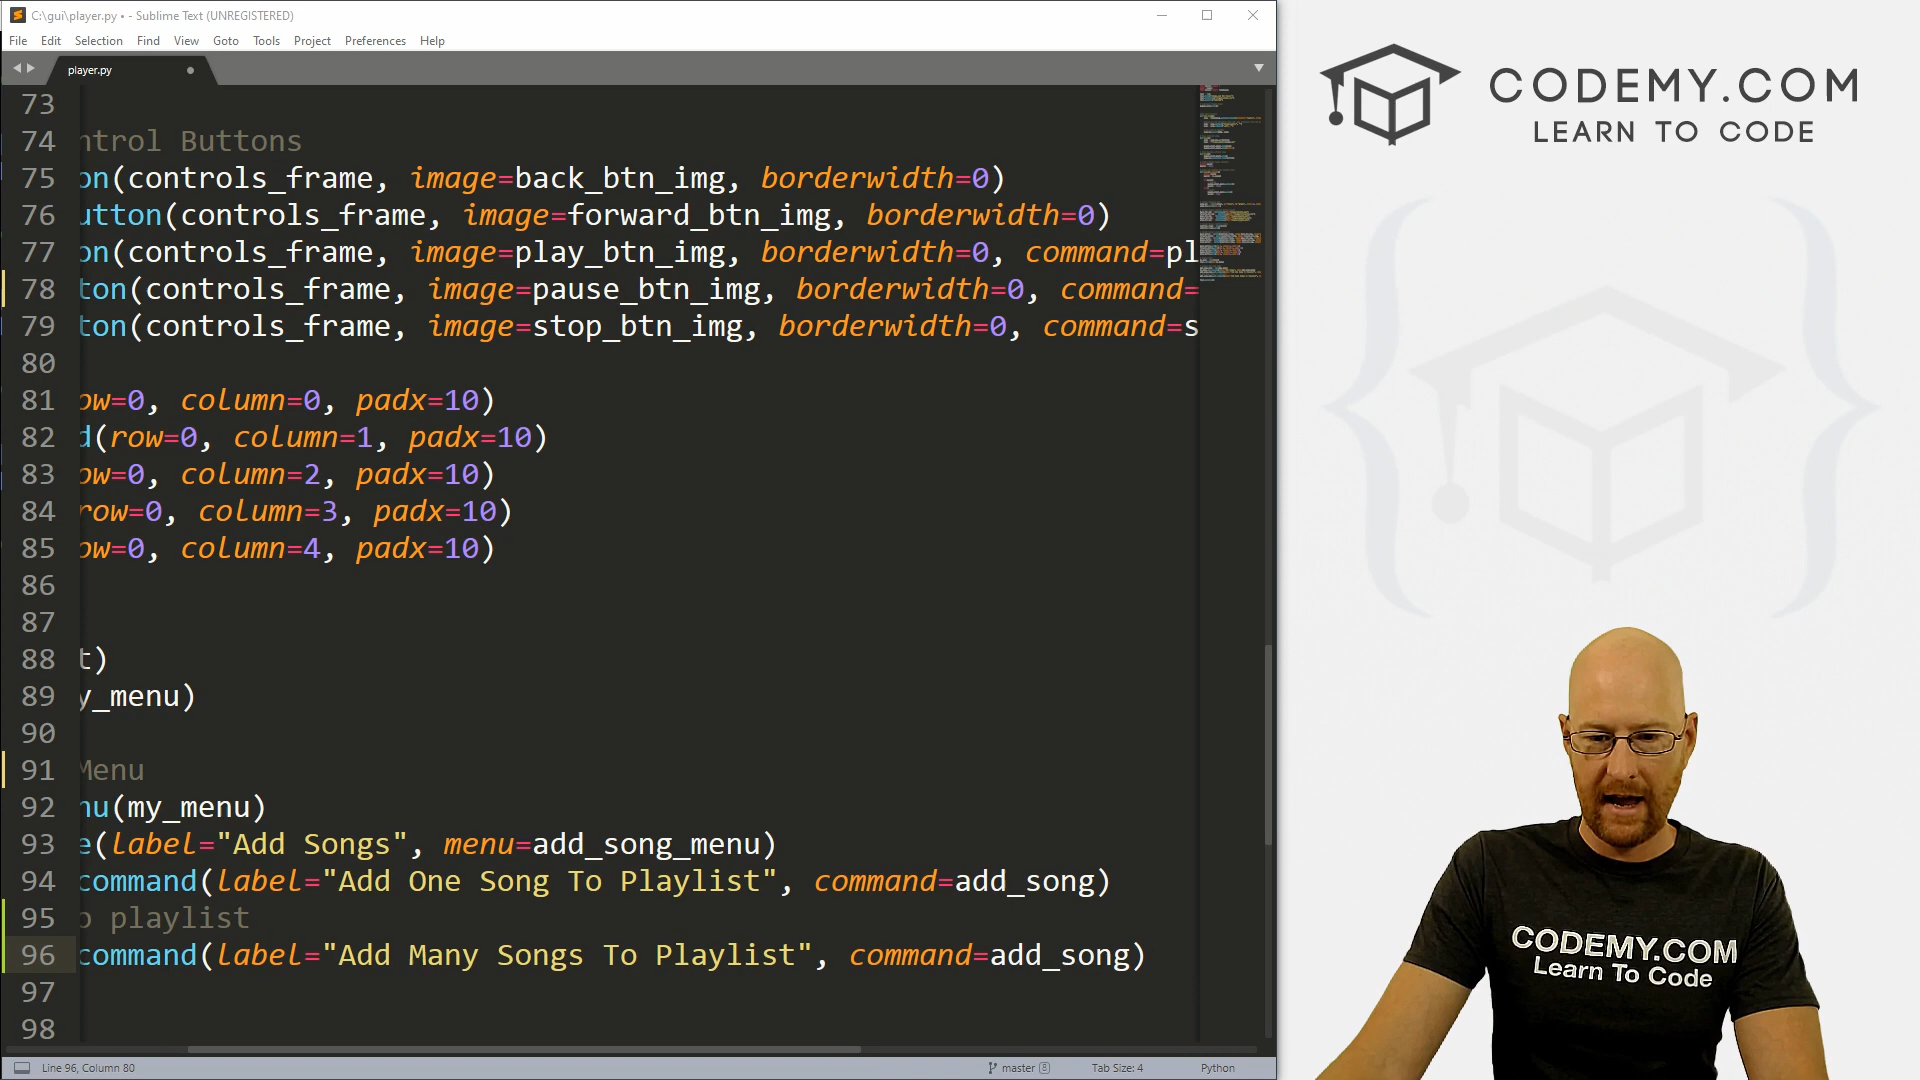 C:\gui\player.py • - Sublime Text (UNREGISTERED)
File Edit Selection Find View Goto Tools Project Preferences Help
player.py
73
74 ntrol Buttons
75 on(controls_frame, image=back_btn_img, borderwidth=0)
76 utton(controls_frame, image=forward_btn_img, borderwidth=0)
77 on(controls_frame, image=play_btn_img, borderwidth=0, command=pl
78 ton(controls_frame, image=pause_btn_img, borderwidth=0, command=
79 ton(controls_frame, image=stop_btn_img, borderwidth=0, command=s
80
81 ow=0, column=0, padx=10)
82 d(row=0, column=1, padx=10)
83 ow=0, column=2, padx=10)
84 row=0, column=3, padx=10)
85 ow=0, column=4, padx=10)
86
87
88 t)
89 y_menu)
90
91 Menu
92 nu(my_menu)
93 e(label="Add Songs", menu=add_song_menu)
94 command(label="Add One Song To Playlist", command=add_song)
95 o playlist
96 command(label="Add Many Songs To Playlist", command=add_song)
97
98
Line 96, Column 80
master 8
Tab Size: 4
Python
CODEMY.COM
LEARN TO CODE
CODEMY.COM
Learn To Code